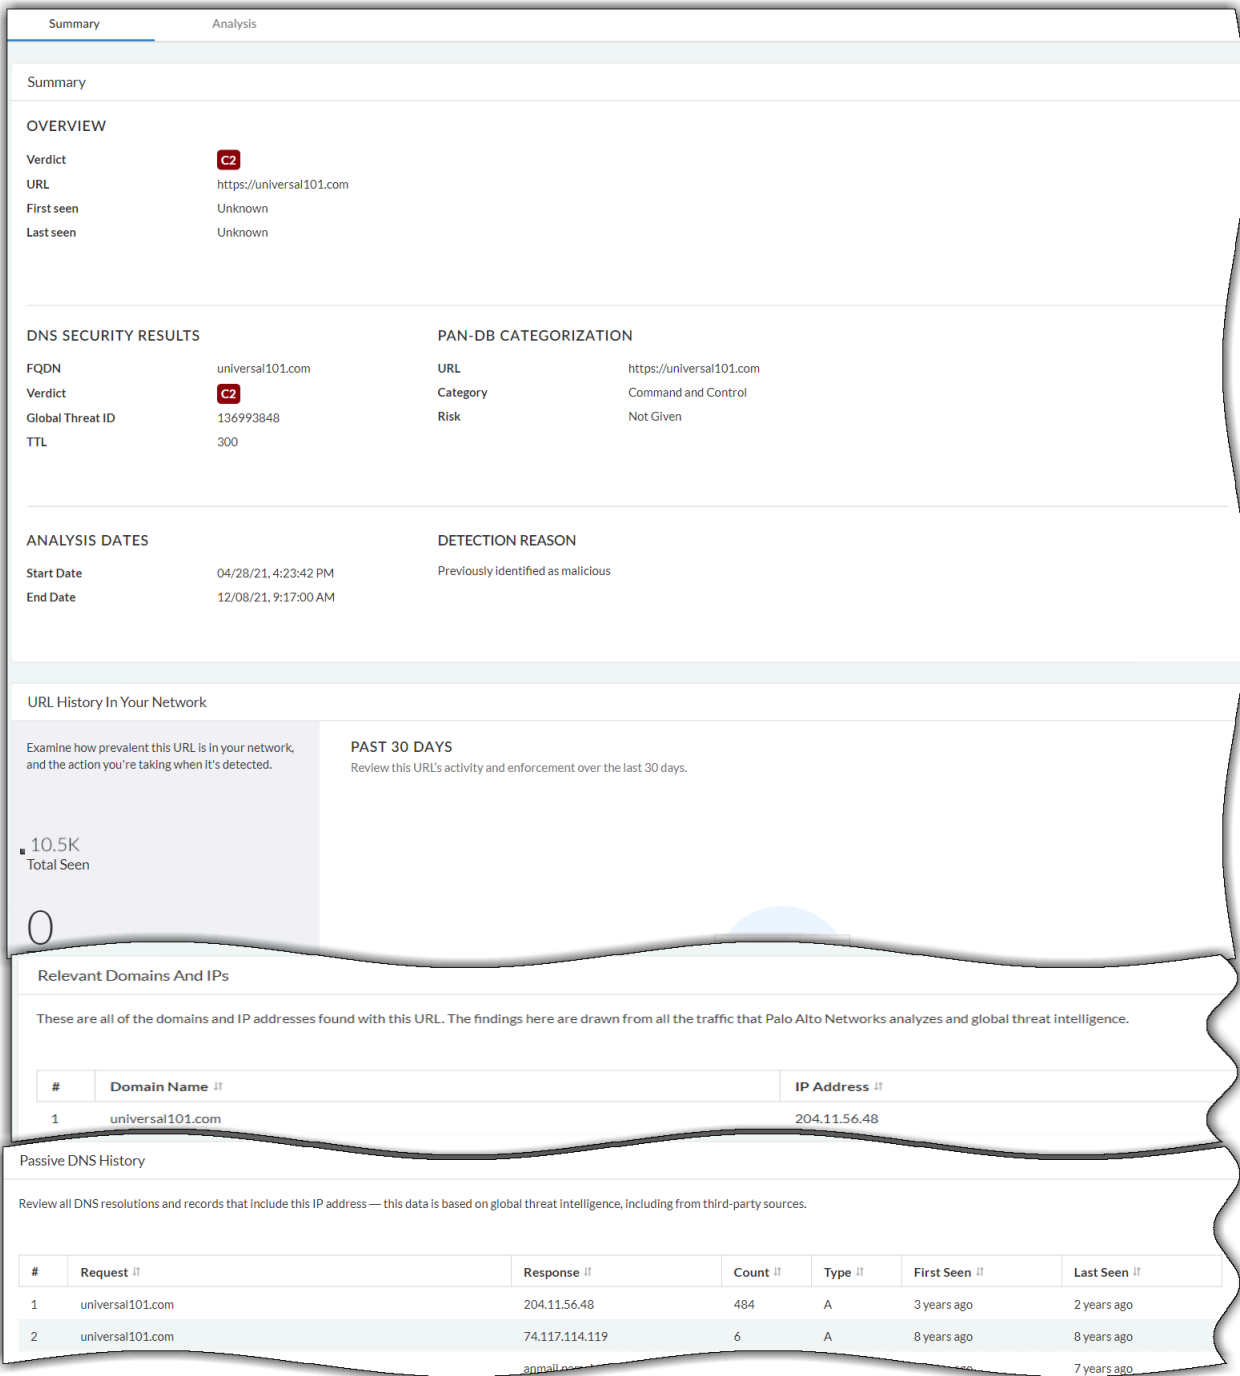 Summary Analysis
Summary
OVERVIEW
Verdict C2
URL https://universal101.com
First seen Unknown
Last seen Unknown
DNS SECURITY RESULTS PAN-DB CATEGORIZATION
FQDN universal101.com URL https://universal101.com
Verdict C2 Category Command and Control
Global Threat ID 136993848 Risk Not Given
TTL 300
ANALYSIS DATES DETECTION REASON
Start Date 04/28/21, 4:23:42 PM Previously identified as malicious
End Date 12/08/21, 9:17:00 AM
URL History In Your Network
Examine how prevalent this URL is in your network, PAST 30 DAYS
and the action you're taking when it's detected. Review this URL's activity and enforcement over the last 30 days.
10.5K
Total Seen
0
Relevant Domains And IPs
These are all of the domains and IP addresses found with this URL. The findings here are drawn from all the traffic that Palo Alto Networks analyzes and global threat intelligence.
# Domain Name IP Address
1 universal101.com 204.11.56.48
Passive DNS History
Review all DNS resolutions and records that include this IP address — this data is based on global threat intelligence, including from third-party sources.
# Request Response Count Type First Seen Last Seen
1 universal101.com 204.11.56.48 484 A 3 years ago 2 years ago
2 universal101.com 74.117.114.119 6 A 8 years ago 8 years ago
7 years ago